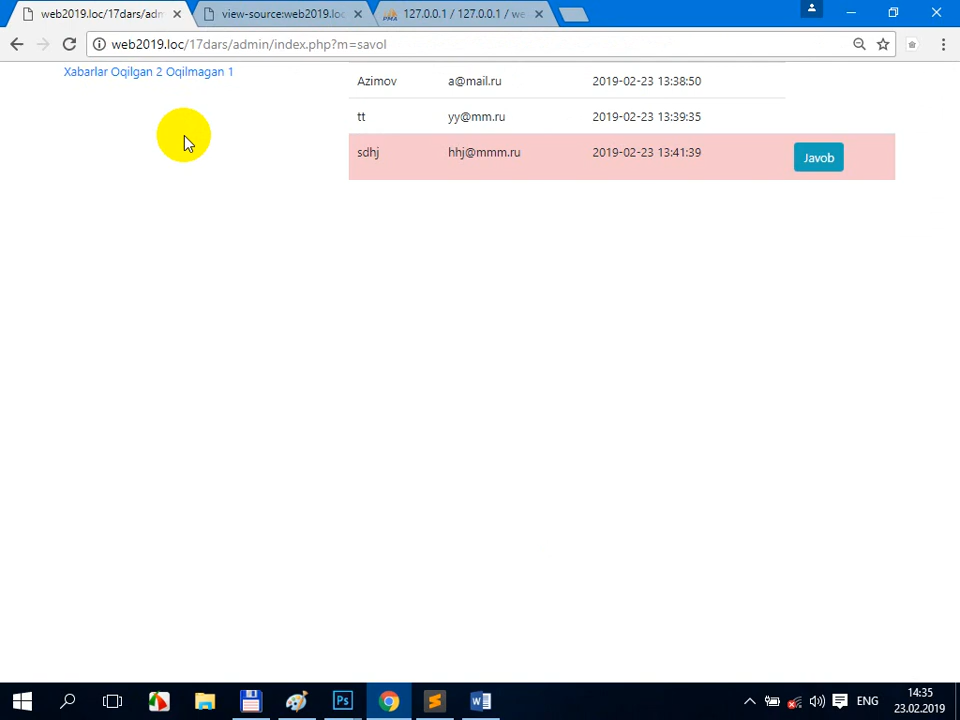 web2019.loc/17dars/adm
view-source:web2019.loc
127.0.0.1 / 127.0.0.1 / we
web2019.loc/17dars/admin/index.php?m=savol
Xabarlar Oqilgan 2 Oqilmagan 1
Azimov a@mail.ru 2019-02-23 13:38:50
tt yy@mm.ru 2019-02-23 13:39:35
sdhj hhj@mmm.ru 2019-02-23 13:41:39 Javob
Ps
ENG
14:35
23.02.2019